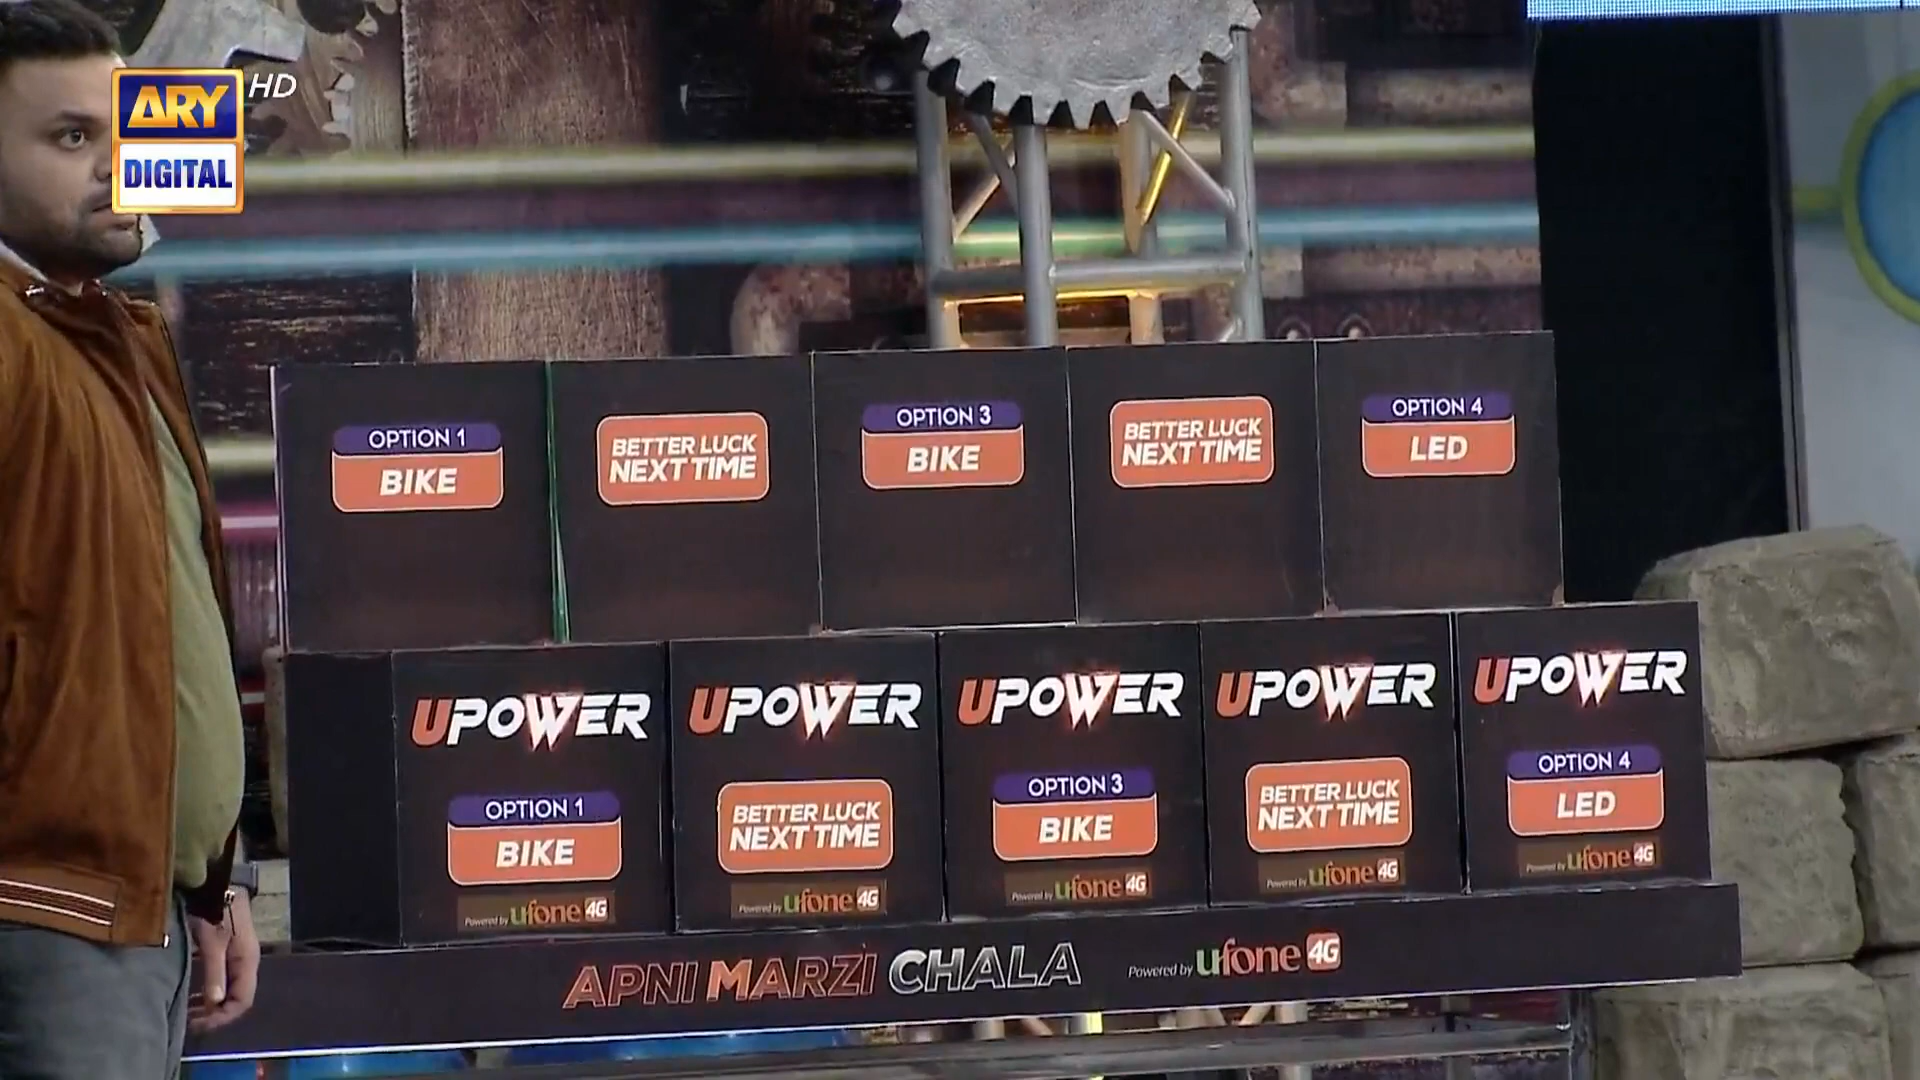 ARY
DIGITAL
HD
OPTION 1
BIKE
BETTER LUCK
NEXT TIME
OPTION 3
BIKE
BETTER LUCK
NEXT TIME
OPTION 4
LED
UPOWER
OPTION 1
BIKE
Powered by ufone 4G
UPOWER
BETTER LUCK
NEXT TIME
Powered by ufone 4G
UPOWER
OPTION 3
BIKE
Powered by ufone 4G
UPOWER
BETTER LUCK
NEXT TIME
Powered by ufone 4G
UPOWER
OPTION 4
LED
Powered by ufone 4G
APNI MARZI CHALA Powered by ufone 4G